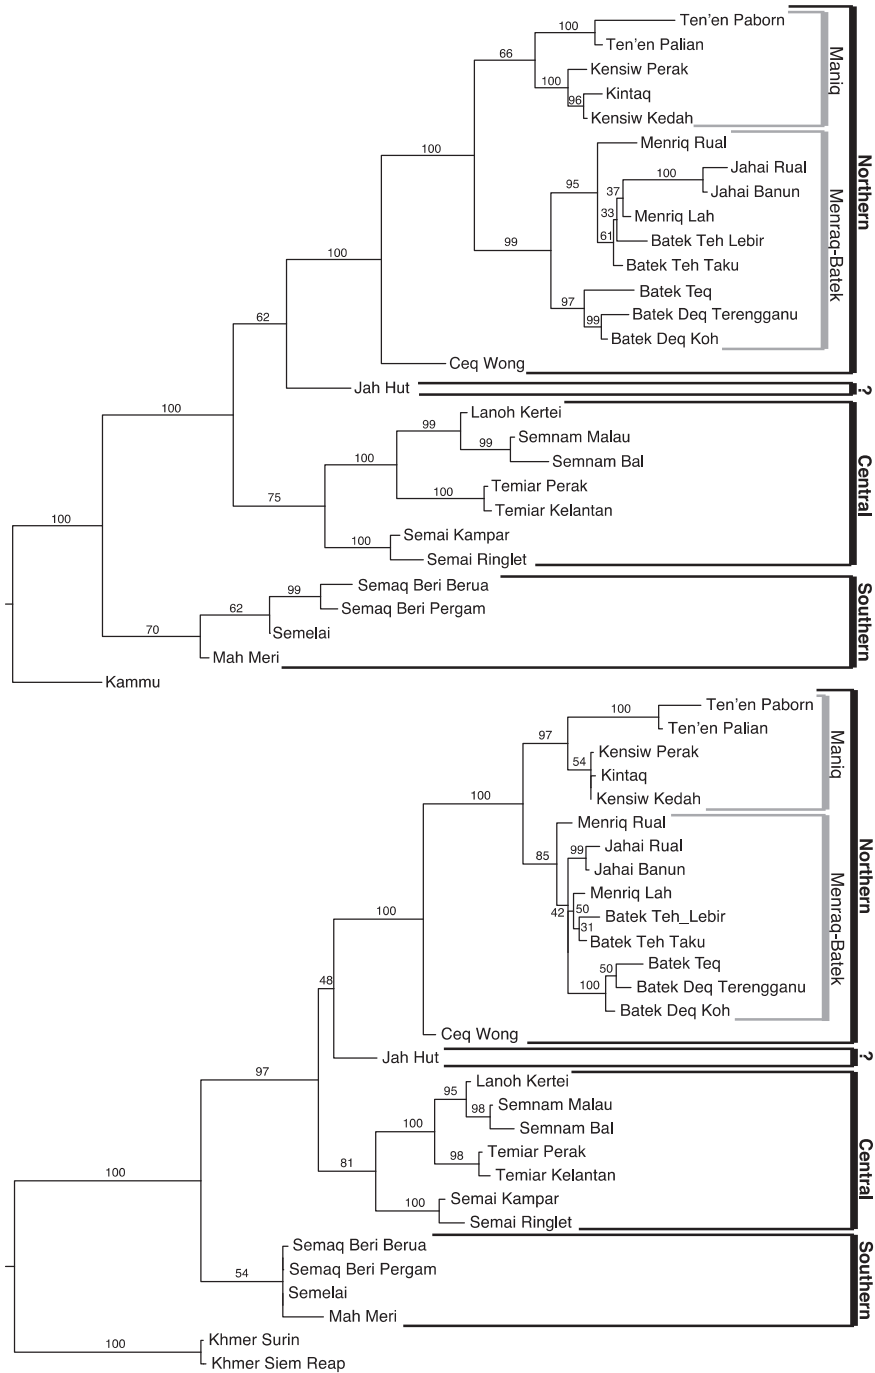 Ten'en Paborn
100
Ten'en Palian
66
Kensiw Perak
100
Kintaq
96
Kensiw Kedah
Maniq
100
Menriq Rual
Jahai Rual
100
95
37
Jahai Banun
Menriq Lah
33
61
Batek Teh Lebir
99
Batek Teh Taku
Batek Teq
97
Batek Deq Terengganu
99
Batek Deq Koh
Menraq-Batek
Northern
100
Ceq Wong
62
Jah Hut
?
100
Lanoh Kertei
99
Semnam Malau
99
Semnam Bal
100
Temiar Perak
100
Temiar Kelantan
75
Semai Kampar
100
Semai Ringlet
Central
100
Semaq Beri Berua
99
Semaq Beri Pergam
62
Semelai
70
Mah Meri
Southern
Kammu
Ten'en Paborn
100
Ten'en Palian
97
Kensiw Perak
54
Kintaq
Kensiw Kedah
Maniq
100
Menriq Rual
85
99
Jahai Rual
Jahai Banun
Menriq Lah
42
50
Batek Teh_Lebir
31
Batek Teh Taku
Batek Teq
50
Batek Deq Terengganu
100
Batek Deq Koh
Menraq-Batek
Northern
100
Ceq Wong
48
Jah Hut
?
97
Lanoh Kertei
95
Semnam Malau
98
Semnam Bal
100
Temiar Perak
98
Temiar Kelantan
81
Semai Kampar
100
Semai Ringlet
Central
100
Semaq Beri Berua
Semaq Beri Pergam
54
Semelai
Mah Meri
Southern
Khmer Surin
100
Khmer Siem Reap